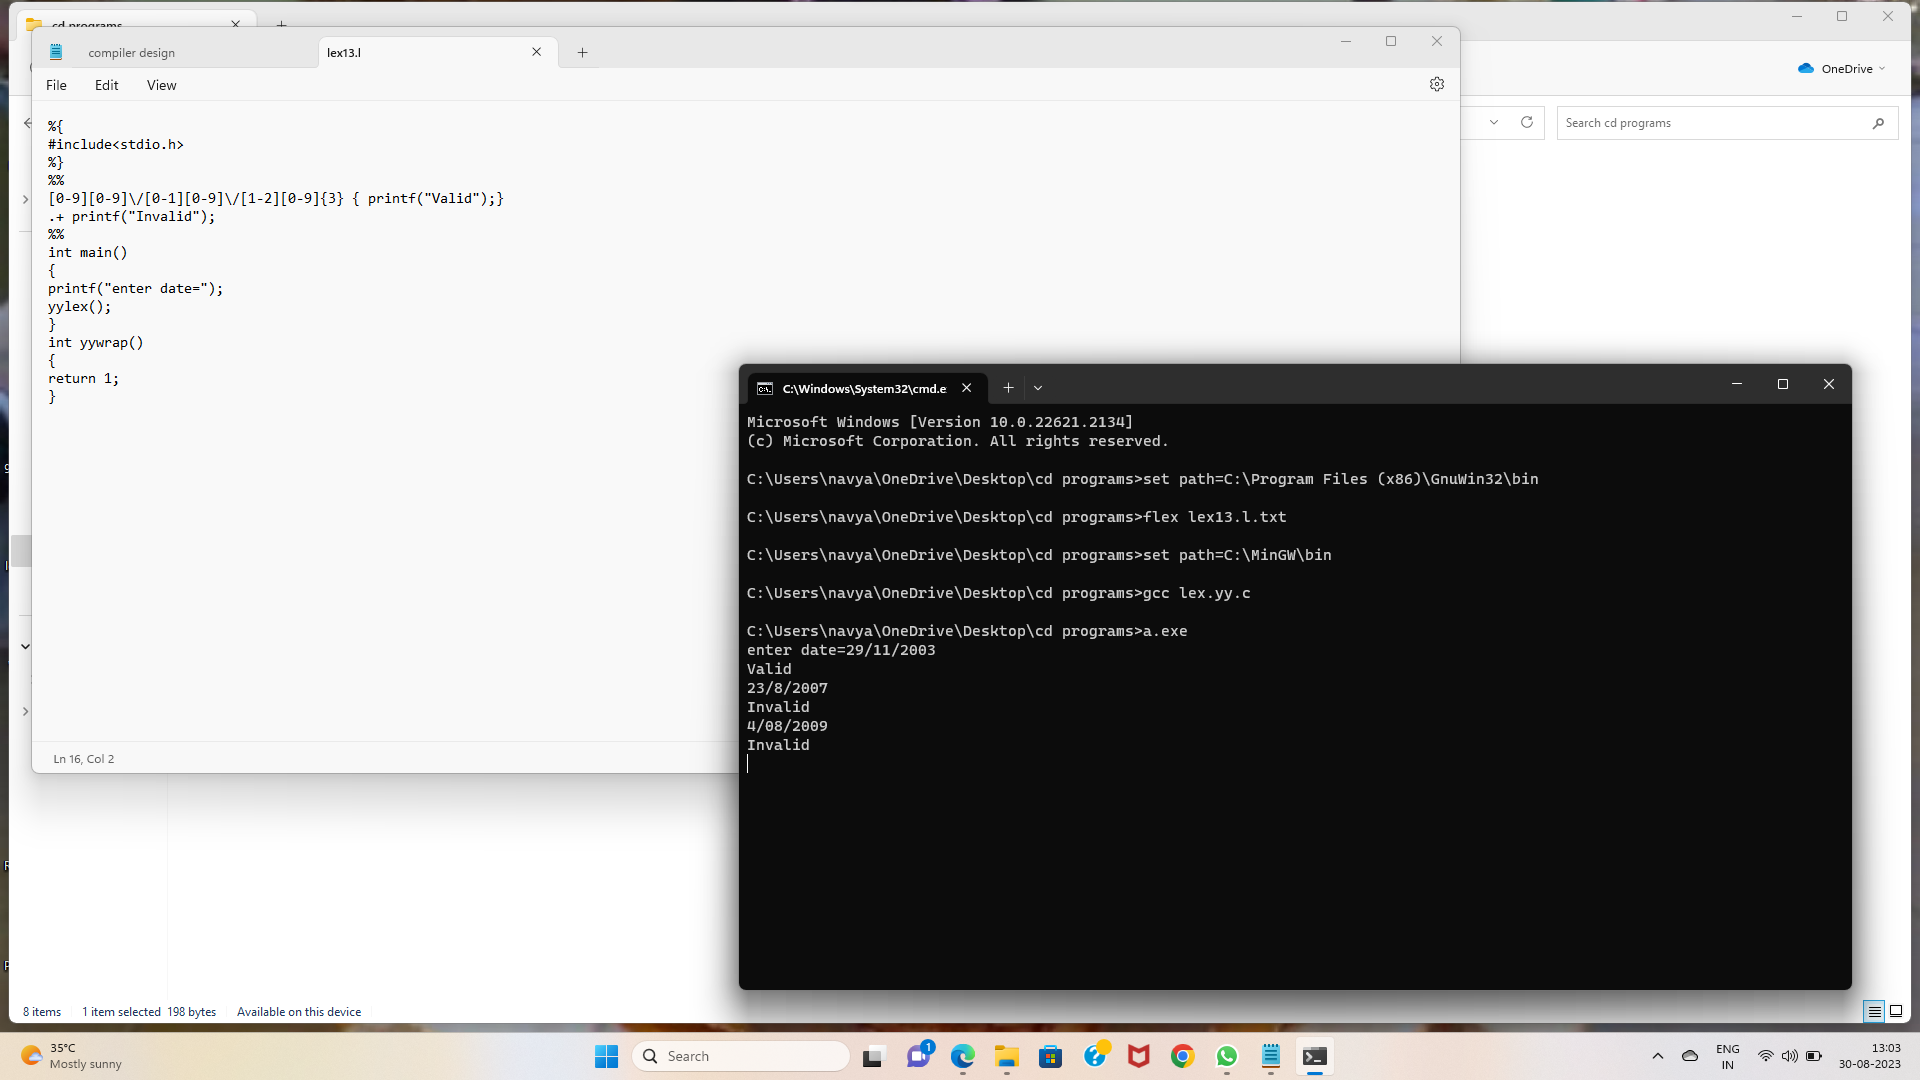 cd programs
compiler design
lex13.l
File
Edit
View
OneDrive
Search cd programs
%{
#include<stdio.h>
%}
%%
[0-9][0-9]\/[0-1][0-9]\/[1-2][0-9]{3} { printf("Valid");}
.+ printf("Invalid");
%%
int main()
{
printf("enter date=");
yylex();
}
int yywrap()
{
return 1;
}
Ln 16, Col 2
C:\Windows\System32\cmd.e
Microsoft Windows [Version 10.0.22621.2134]
(c) Microsoft Corporation. All rights reserved.
C:\Users\navya\OneDrive\Desktop\cd programs>set path=C:\Program Files (x86)\GnuWin32\bin
C:\Users\navya\OneDrive\Desktop\cd programs>flex lex13.l.txt
C:\Users\navya\OneDrive\Desktop\cd programs>set path=C:\MinGW\bin
C:\Users\navya\OneDrive\Desktop\cd programs>gcc lex.yy.c
C:\Users\navya\OneDrive\Desktop\cd programs>a.exe
enter date=29/11/2003
Valid
23/8/2007
Invalid
4/08/2009
Invalid
8 items
1 item selected 198 bytes
Available on this device
35°C
Mostly sunny
Search
1
ENG
IN
13:03
30-08-2023